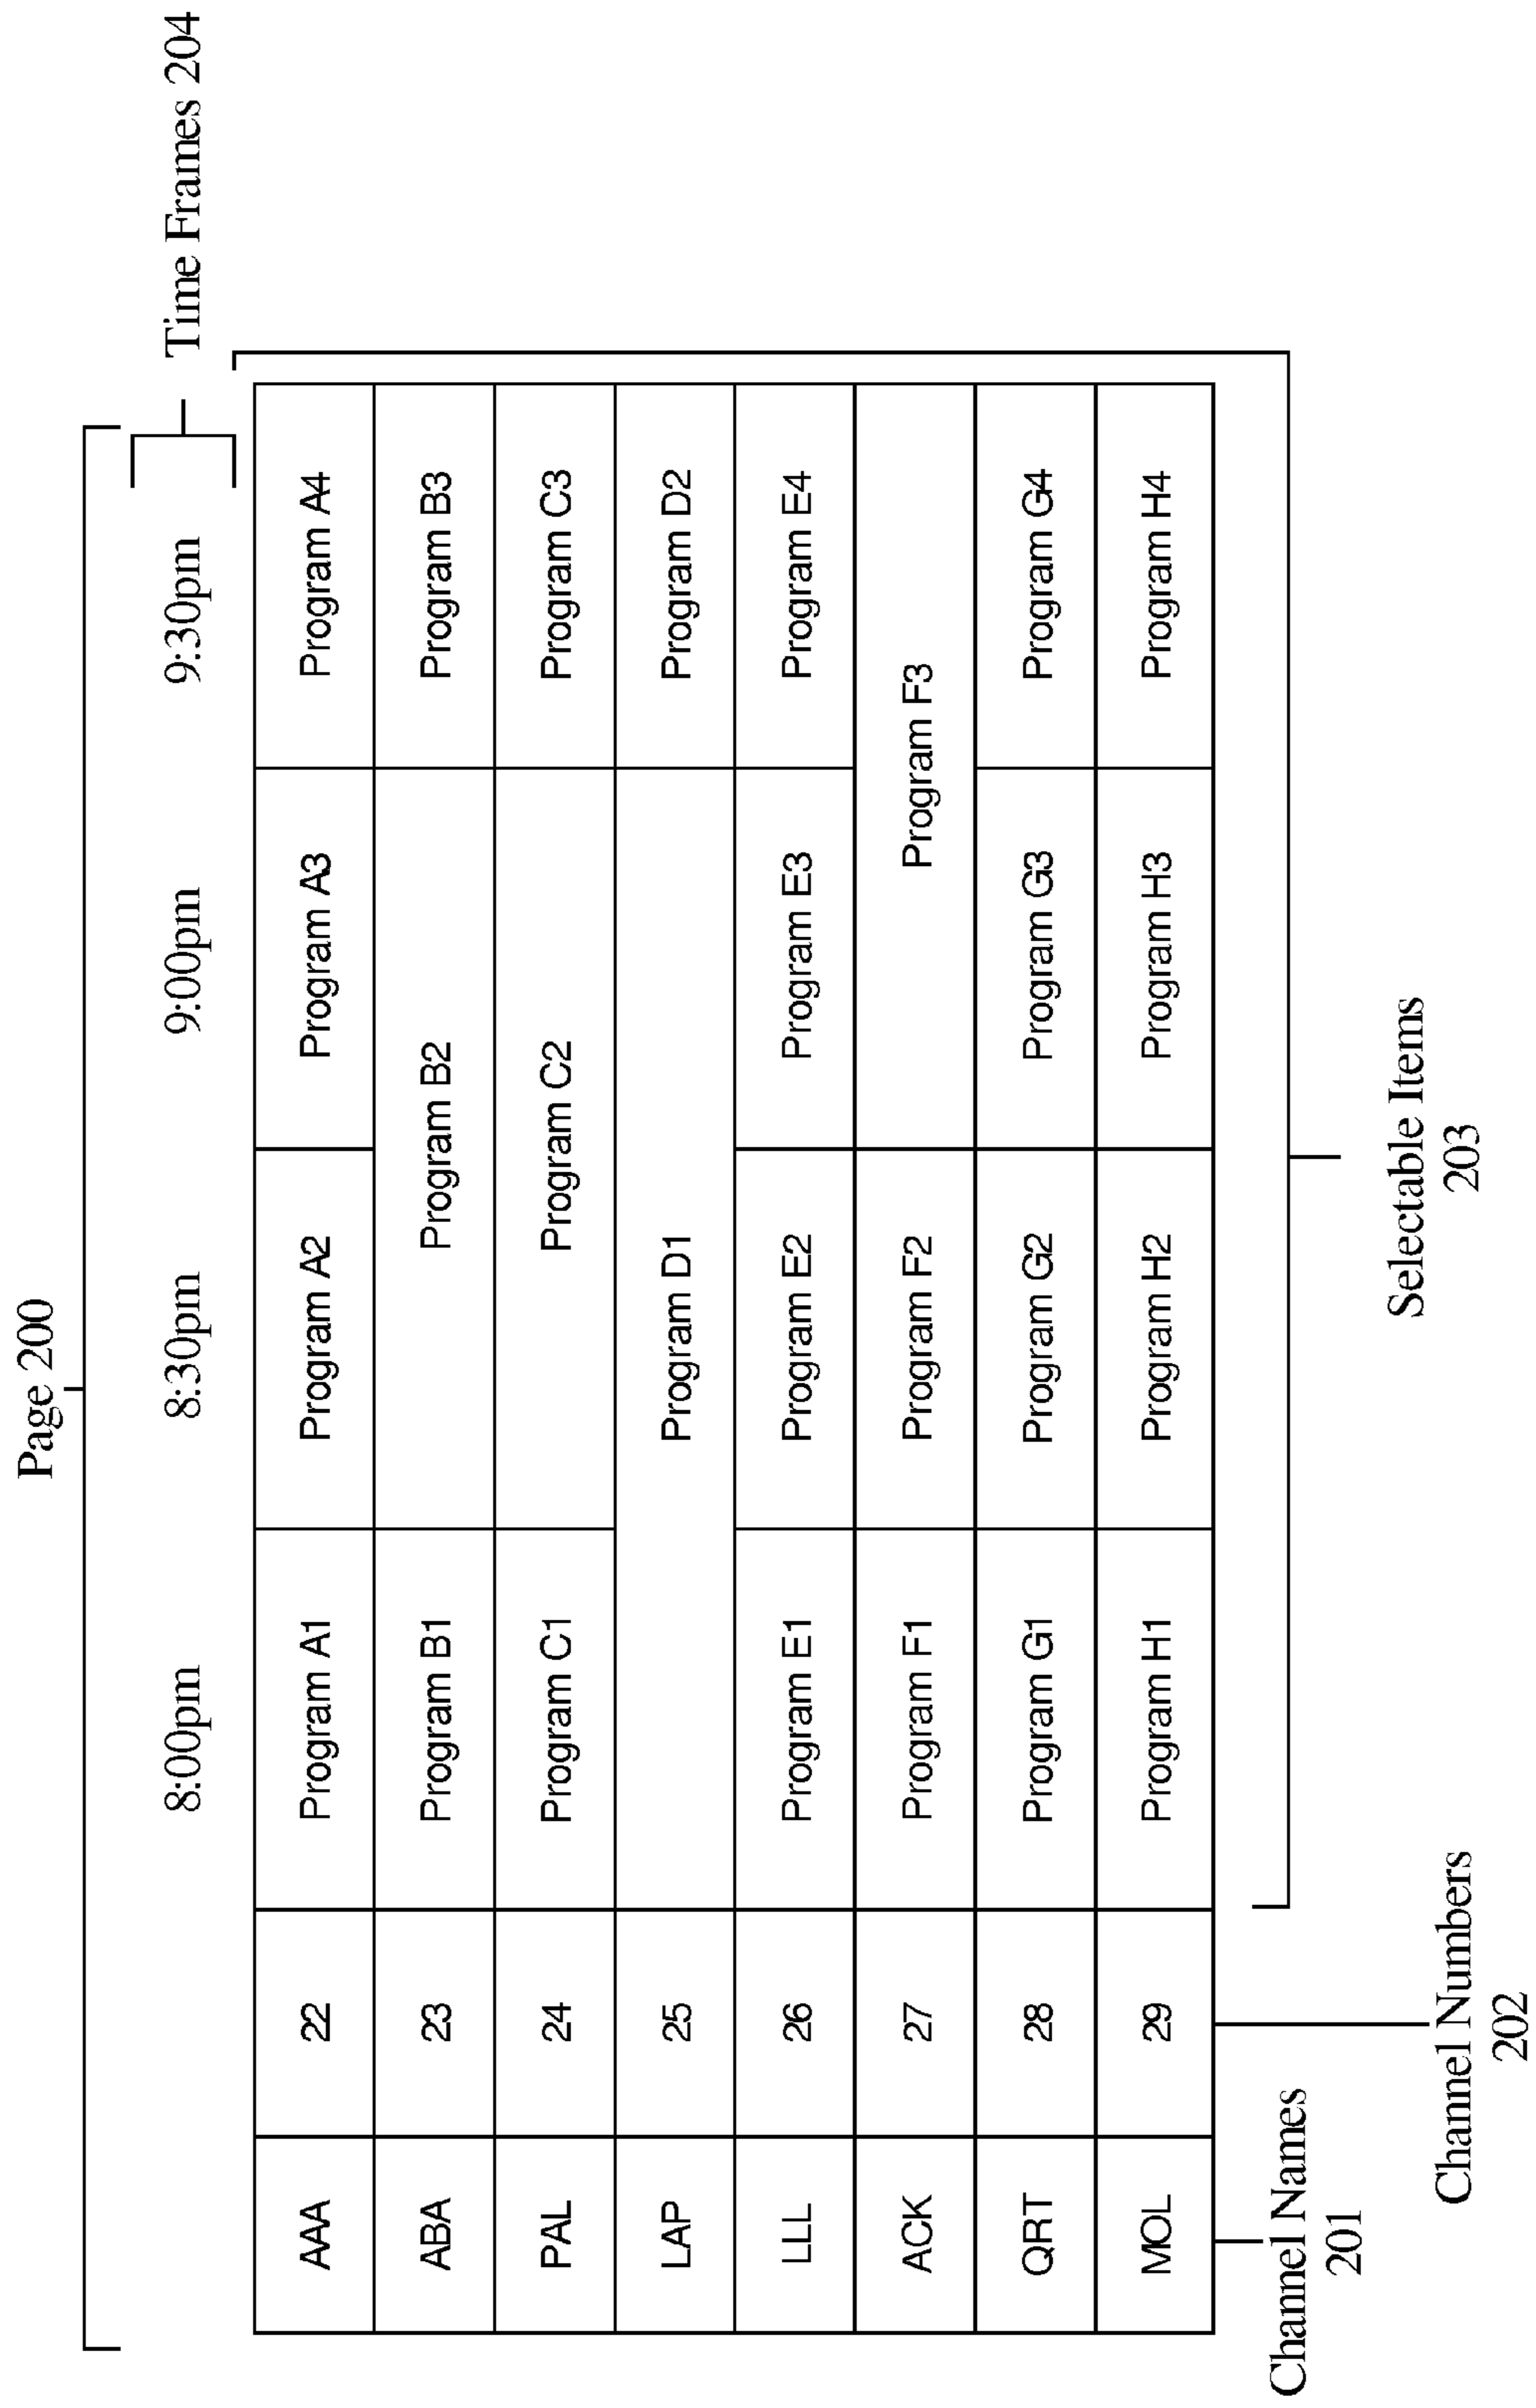 Page 200
8:00pm 8:30pm 9:00pm 9:30pm Time Frames 204
AAA 22 Program A1 Program A2 Program A3 Program A4
ABA 23 Program B1 Program B2 Program B3
PAL 24 Program C1 Program C2 Program C3
LAP 25 Program D1 Program D2
LLL 26 Program E1 Program E2 Program E3 Program E4
ACK 27 Program F1 Program F2 Program F3
QRT 28 Program G1 Program G2 Program G3 Program G4
MOL 29 Program H1 Program H2 Program H3 Program H4
Channel Names
201
Channel Numbers
202
Selectable Items
203